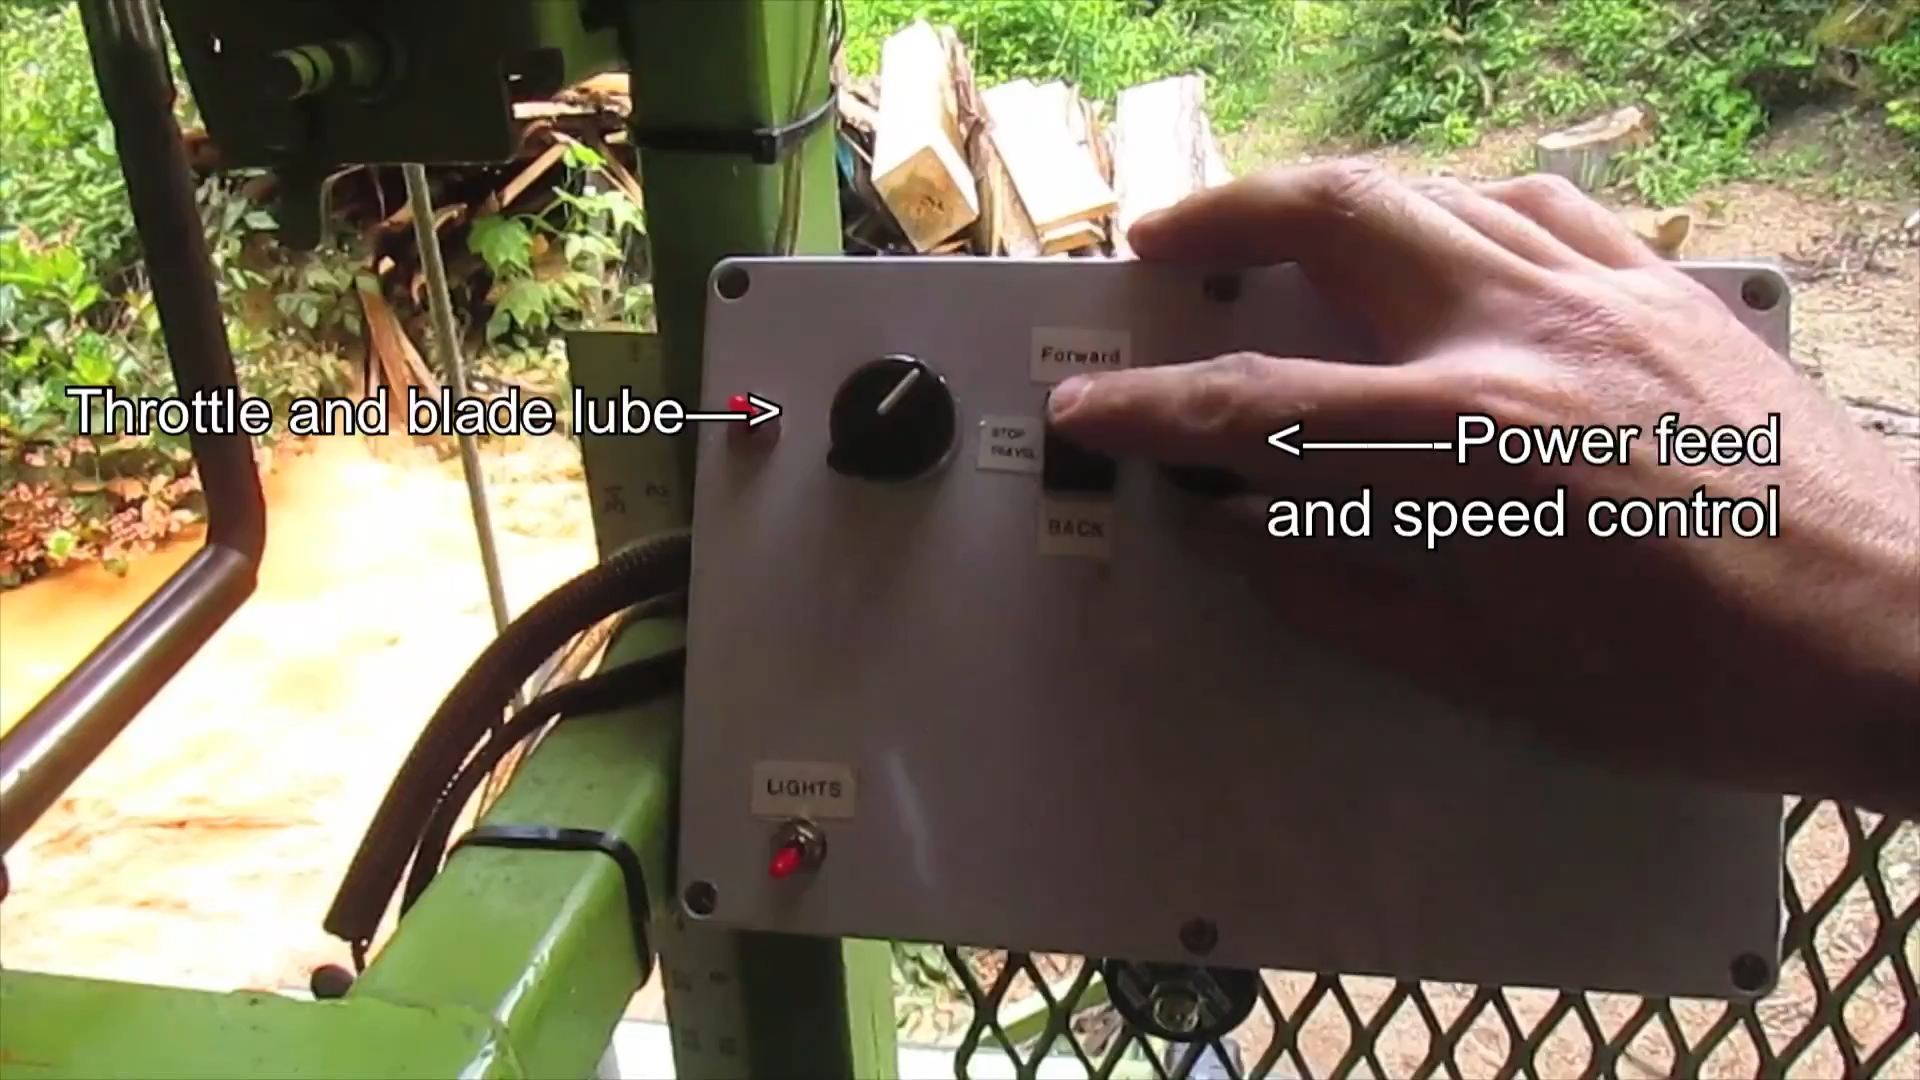 Forward
Throttle and blade lube—>
STOP
TRAVEL
<———-Power feed
and speed control
BACK
LIGHTS